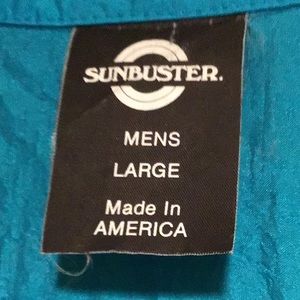 SUNBUSTER.
MENS
LARGE
Made In
AMERICA